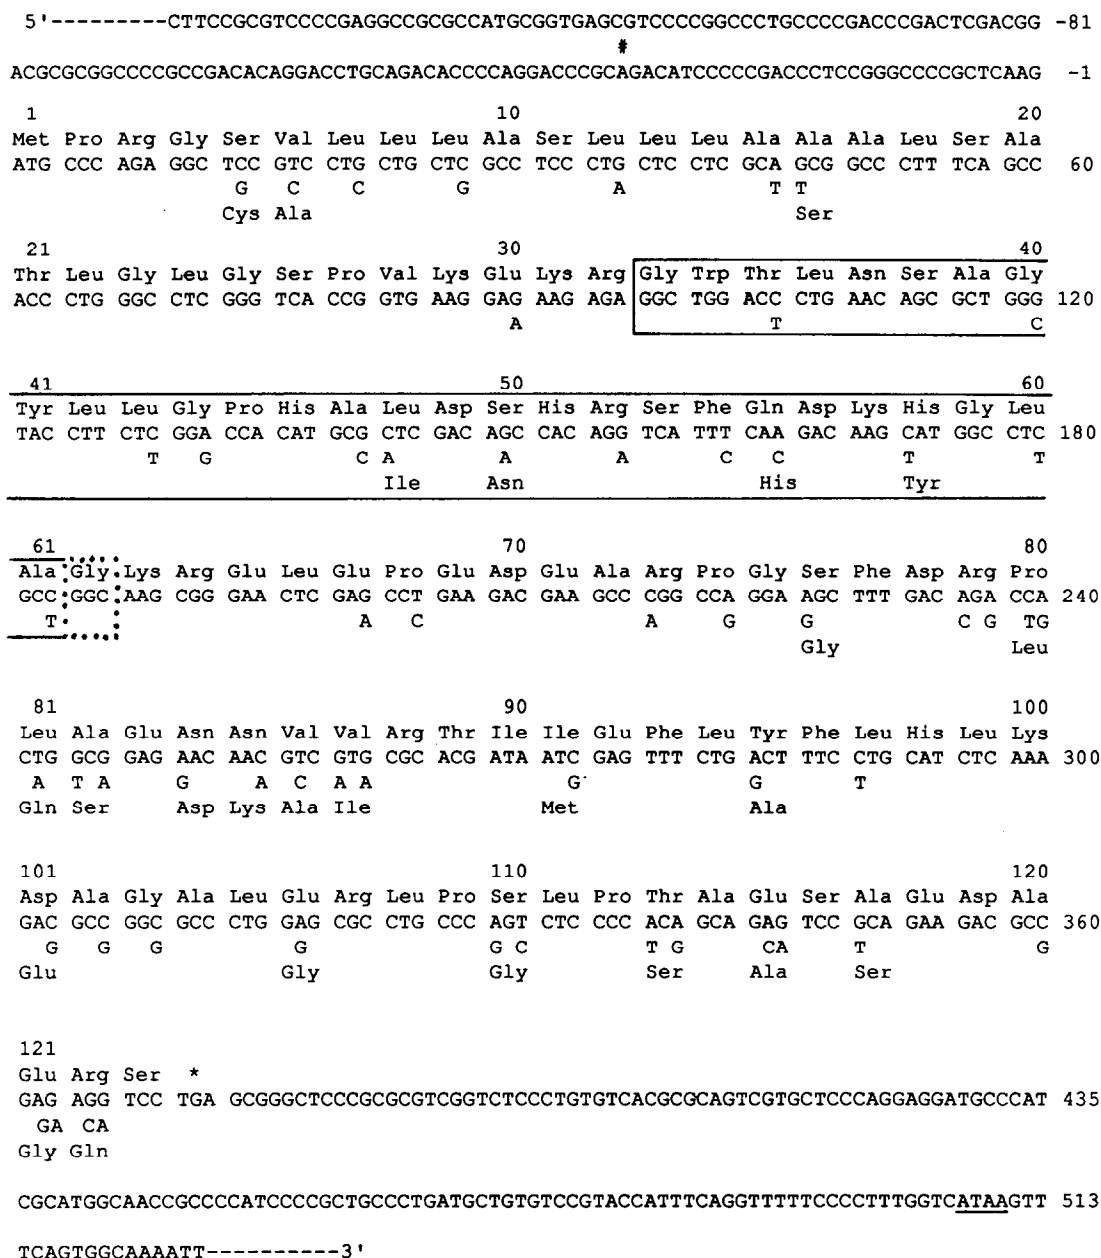 5'---------CTTCCGCGTCCCCGAGGCCGCGCCATGCGGTGAGCGTCCCCGGCCCTGCCCCGACCCGACTCGACGG -81
#
ACGCGCGGCCCCGCCGACACAGGACCTGCAGACACCCCAGGACCCGCAGACATCCCCCGACCCTCCGGGCCCCGCTCAAG -1
1 10 20
Met Pro Arg Gly Ser Val Leu Leu Leu Ala Ser Leu Leu Leu Ala Ala Ala Leu Ser Ala
ATG CCC AGA GGC TCC GTC CTG CTG CTC GCC TCC CTG CTC CTC GCA GCG GCC CTT TCA GCC 60
G C C G A T T
Cys Ala Ser
21 30 40
Thr Leu Gly Leu Gly Ser Pro Val Lys Glu Lys Arg Gly Trp Thr Leu Asn Ser Ala Gly
ACC CTG GGC CTC GGG TCA CCG GTG AAG GAG AAG AGA GGC TGG ACC CTG AAC AGC GCT GGG 120
A T C
41 50 60
Tyr Leu Leu Gly Pro His Ala Leu Asp Ser His Arg Ser Phe Gln Asp Lys His Gly Leu
TAC CTT CTC GGA CCA CAT GCG CTC GAC AGC CAC AGG TCA TTT CAA GAC AAG CAT GGC CTC 180
T G C A A A C C T T
Ile Asn His Tyr
61 70 80
Ala Gly Lys Arg Glu Leu Glu Pro Glu Asp Glu Ala Arg Pro Gly Ser Phe Asp Arg Pro
GCC GGC AAG CGG GAA CTC GAG CCT GAA GAC GAA GCC CGG CCA GGA AGC TTT GAC AGA CCA 240
T A C A G G C G TG
Gly Leu
81 90 100
Leu Ala Glu Asn Asn Val Val Arg Thr Ile Ile Glu Phe Leu Tyr Phe Leu His Leu Lys
CTG GCG GAG AAC AAC GTC GTG CGC ACG ATA ATC GAG TTT CTG ACT TTC CTG CAT CTC AAA 300
A T A G A C A A G G T
Gln Ser Asp Lys Ala Ile Met Ala
101 110 120
Asp Ala Gly Ala Leu Glu Arg Leu Pro Ser Leu Pro Thr Ala Glu Ser Ala Glu Asp Ala
GAC GCC GGC GCC CTG GAG CGC CTG CCC AGT CTC CCC ACA GCA GAG TCC GCA GAA GAC GCC 360
G G G G G C T G CA T G
Glu Gly Gly Ser Ala Ser
121
Glu Arg Ser *
GAG AGG TCC TGA GCGGGCTCCCGCGCGTCGGTCTCCCTGTGTCACGCGCAGTCGTGCTCCCAGGAGGATGCCCAT 435
GA CA
Gly Gln
CGCATGGCAACCGCCCCATCCCCGCTGCCCTGATGCTGTGTCCGTACCATTTCAGGTTTTTCCCCTTTGGTCATAAGTT 513
TCAGTGGCAAAATT----------3'